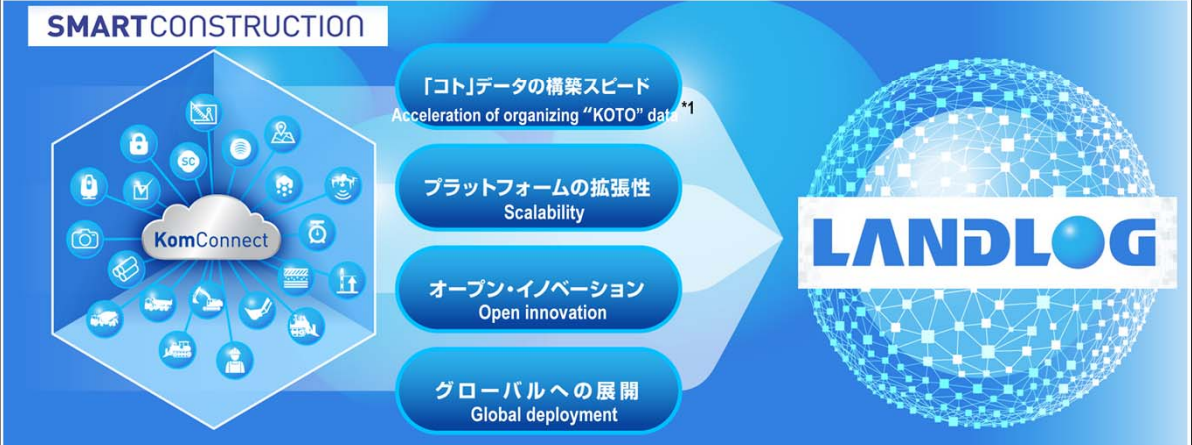 SMARTCONSTRUCTION
SC
KomConnect
「コト」データの構築スピード
Acceleration of organizing “KOTO” data *1
プラットフォームの拡張性
Scalability
オープン・イノベーション
Open innovation
グローバルへの展開
Global deployment
LANDLOG